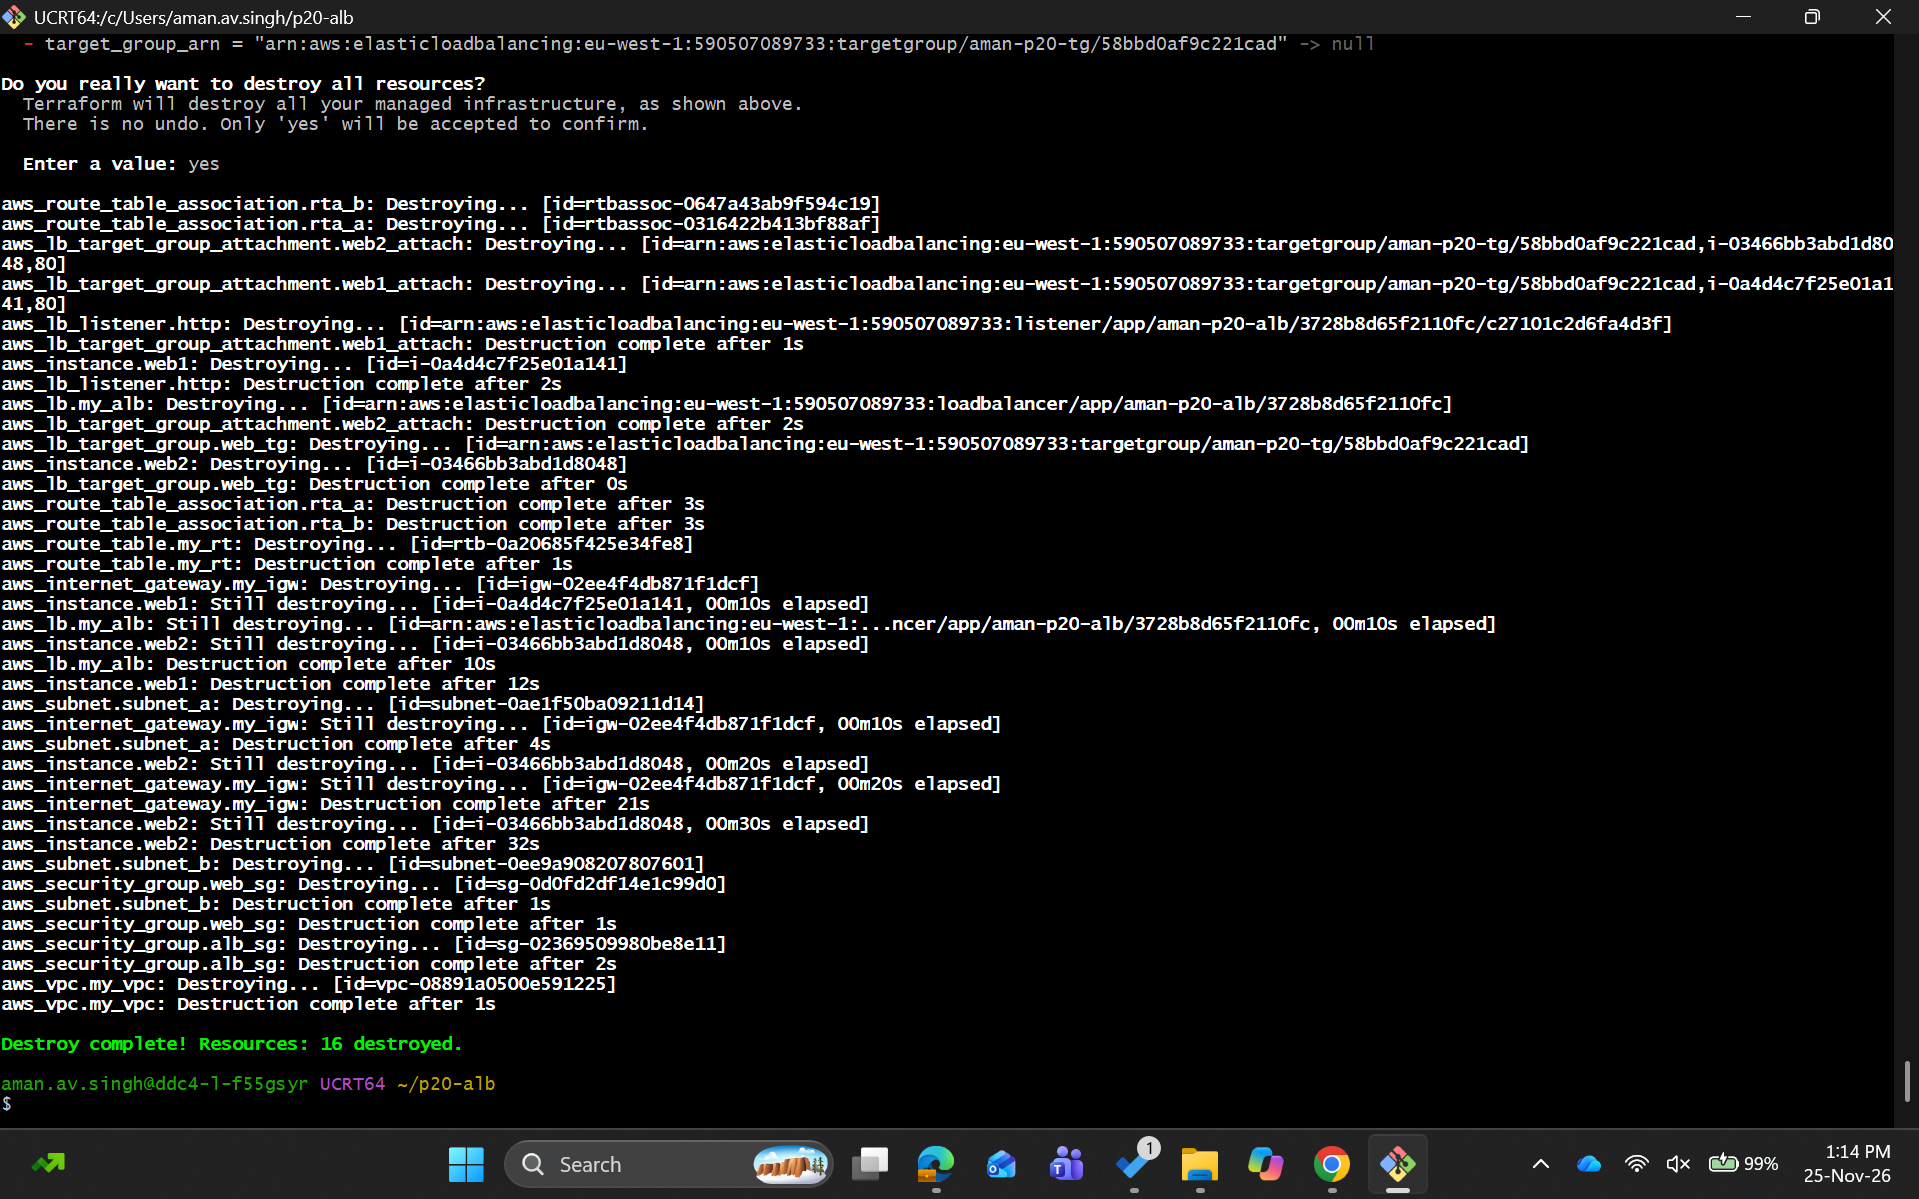 UCRT64:/c/Users/aman.av.singh/p20-alb
- target_group_arn = "arn:aws:elasticloadbalancing:eu-west-1:590507089733:targetgroup/aman-p20-tg/58bbd0af9c221cad" -> null
Do you really want to destroy all resources?
Terraform will destroy all your managed infrastructure, as shown above.
There is no undo. Only 'yes' will be accepted to confirm.
Enter a value: yes
aws_route_table_association.rta_b: Destroying... [id=rtbassoc-0647a43ab9f594c19]
aws_route_table_association.rta_a: Destroying... [id=rtbassoc-0316422b413bf88af]
aws_lb_target_group_attachment.web2_attach: Destroying... [id=arn:aws:elasticloadbalancing:eu-west-1:590507089733:targetgroup/aman-p20-tg/58bbd0af9c221cad,i-03466bb3abd1d80
48,80]
aws_lb_target_group_attachment.web1_attach: Destroying... [id=arn:aws:elasticloadbalancing:eu-west-1:590507089733:targetgroup/aman-p20-tg/58bbd0af9c221cad,i-0a4d4c7f25e01a1
41,80]
aws_lb_listener.http: Destroying... [id=arn:aws:elasticloadbalancing:eu-west-1:590507089733:listener/app/aman-p20-alb/3728b8d65f2110fc/c27101c2d6fa4d3f]
aws_lb_target_group_attachment.web1_attach: Destruction complete after 1s
aws_instance.web1: Destroying... [id=i-0a4d4c7f25e01a141]
aws_lb_listener.http: Destruction complete after 2s
aws_lb.my_alb: Destroying... [id=arn:aws:elasticloadbalancing:eu-west-1:590507089733:loadbalancer/app/aman-p20-alb/3728b8d65f2110fc]
aws_lb_target_group_attachment.web2_attach: Destruction complete after 2s
aws_lb_target_group.web_tg: Destroying... [id=arn:aws:elasticloadbalancing:eu-west-1:590507089733:targetgroup/aman-p20-tg/58bbd0af9c221cad]
aws_instance.web2: Destroying... [id=i-03466bb3abd1d8048]
aws_lb_target_group.web_tg: Destruction complete after 0s
aws_route_table_association.rta_a: Destruction complete after 3s
aws_route_table_association.rta_b: Destruction complete after 3s
aws_route_table.my_rt: Destroying... [id=rtb-0a20685f425e34fe8]
aws_route_table.my_rt: Destruction complete after 1s
aws_internet_gateway.my_igw: Destroying... [id=igw-02ee4f4db871f1dcf]
aws_instance.web1: Still destroying... [id=i-0a4d4c7f25e01a141, 00m10s elapsed]
aws_lb.my_alb: Still destroying... [id=arn:aws:elasticloadbalancing:eu-west-1:...ncer/app/aman-p20-alb/3728b8d65f2110fc, 00m10s elapsed]
aws_instance.web2: Still destroying... [id=i-03466bb3abd1d8048, 00m10s elapsed]
aws_lb.my_alb: Destruction complete after 10s
aws_instance.web1: Destruction complete after 12s
aws_subnet.subnet_a: Destroying... [id=subnet-0ae1f50ba09211d14]
aws_internet_gateway.my_igw: Still destroying... [id=igw-02ee4f4db871f1dcf, 00m10s elapsed]
aws_subnet.subnet_a: Destruction complete after 4s
aws_instance.web2: Still destroying... [id=i-03466bb3abd1d8048, 00m20s elapsed]
aws_internet_gateway.my_igw: Still destroying... [id=igw-02ee4f4db871f1dcf, 00m20s elapsed]
aws_internet_gateway.my_igw: Destruction complete after 21s
aws_instance.web2: Still destroying... [id=i-03466bb3abd1d8048, 00m30s elapsed]
aws_instance.web2: Destruction complete after 32s
aws_subnet.subnet_b: Destroying... [id=subnet-0ee9a908207807601]
aws_security_group.web_sg: Destroying... [id=sg-0d0fd2df14e1c99d0]
aws_subnet.subnet_b: Destruction complete after 1s
aws_security_group.web_sg: Destruction complete after 1s
aws_security_group.alb_sg: Destroying... [id=sg-02369509980be8e11]
aws_security_group.alb_sg: Destruction complete after 2s
aws_vpc.my_vpc: Destroying... [id=vpc-08891a0500e591225]
aws_vpc.my_vpc: Destruction complete after 1s
Destroy complete! Resources: 16 destroyed.
aman.av.singh@ddc4-l-f55gsyr UCRT64 ~/p20-alb
$
Search
1
99%
1:14 PM
25-Nov-26